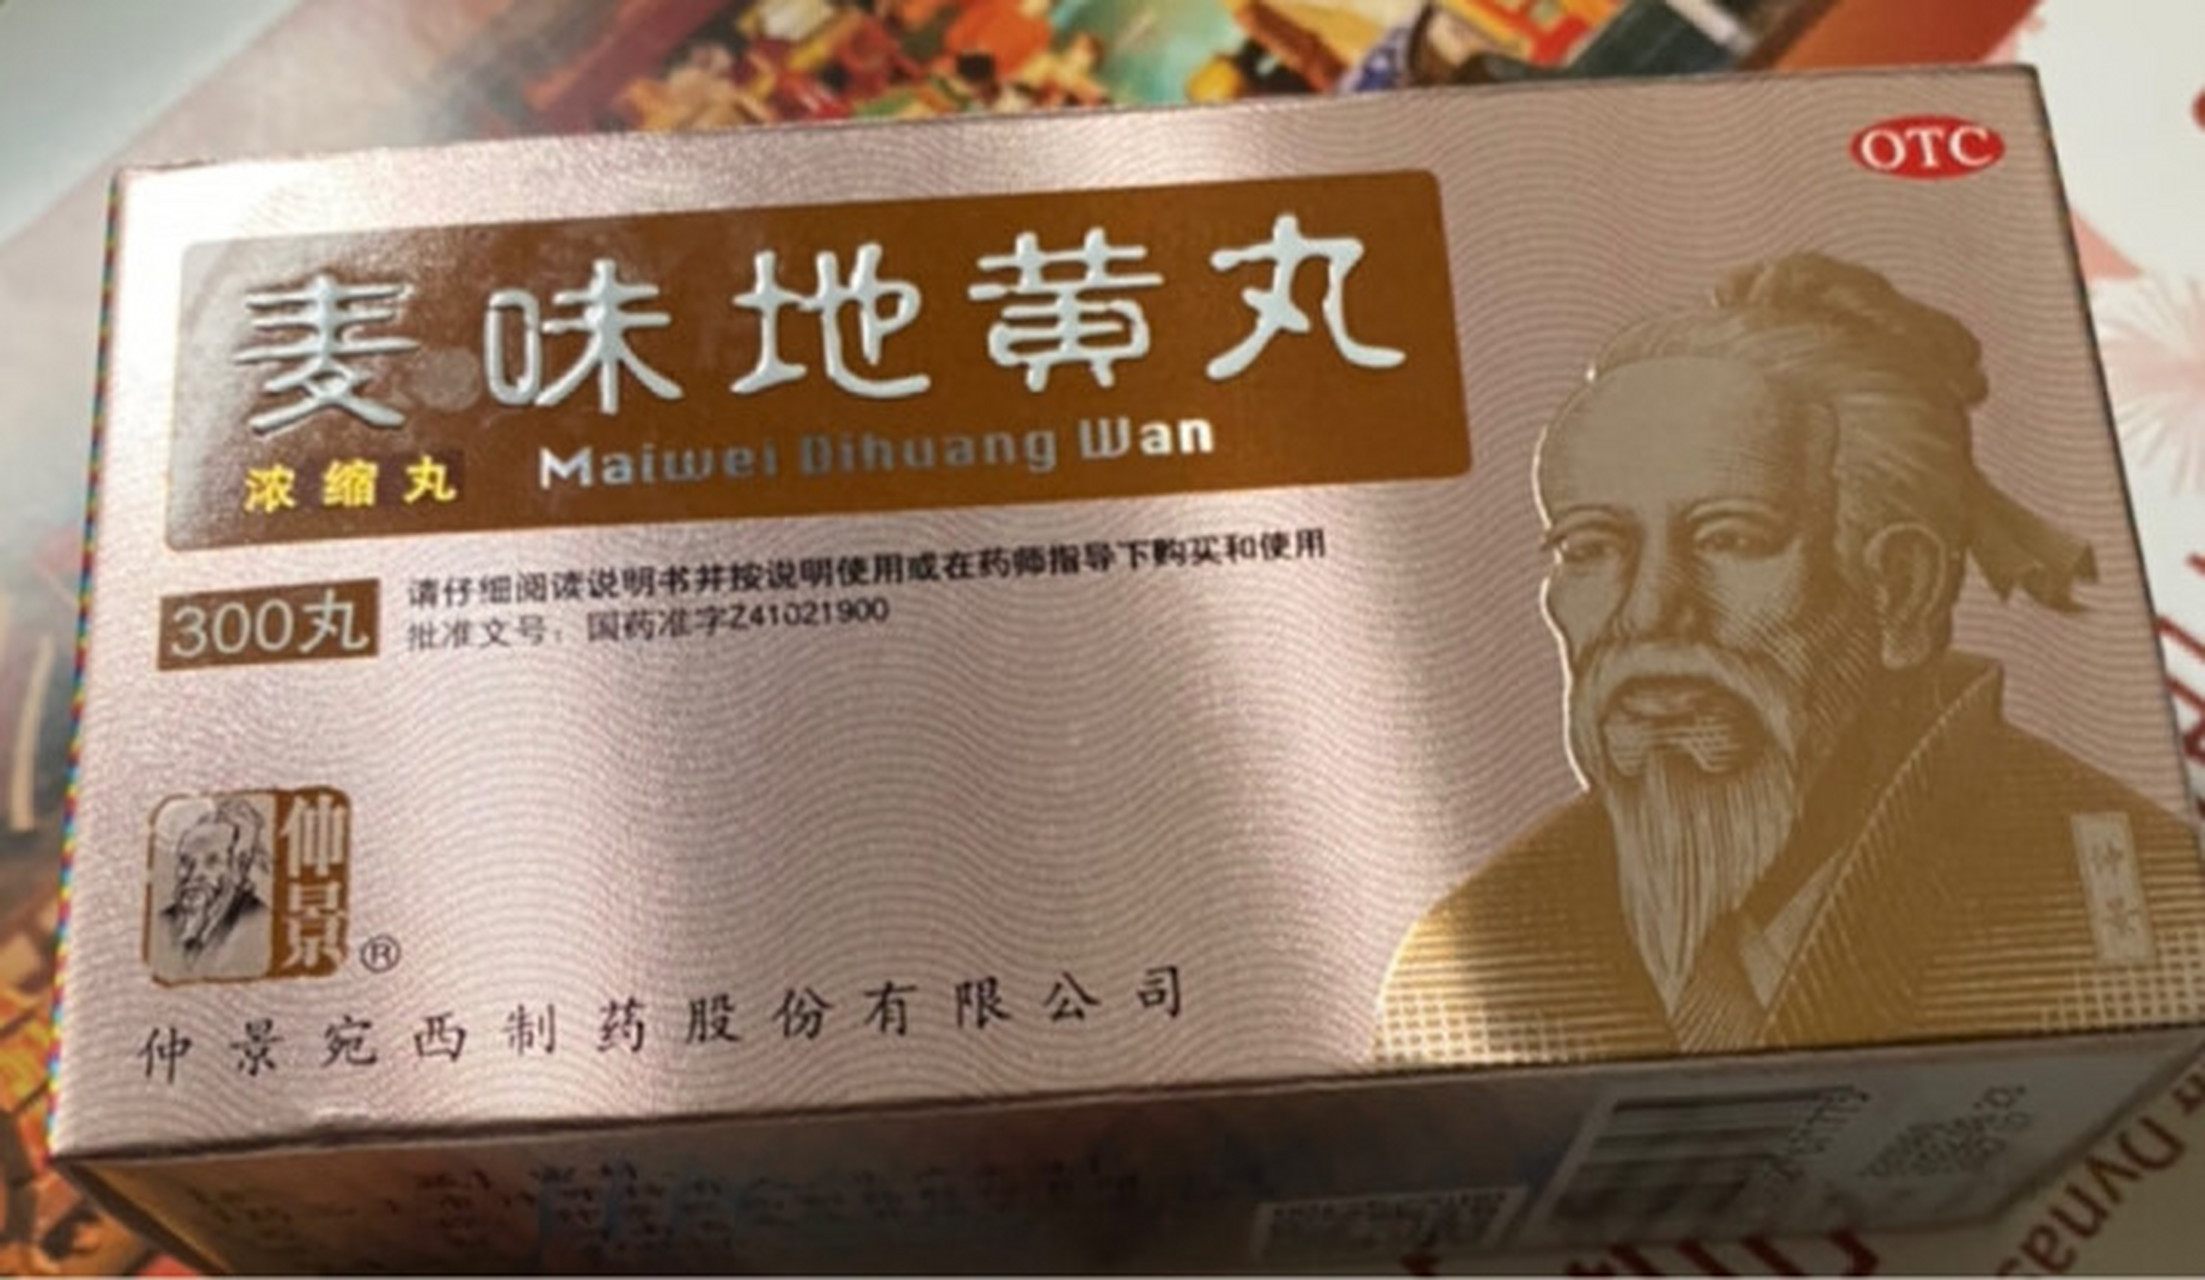 OTC
麦味地黄丸
浓缩丸
Maiwei Dihuang Wan
300丸
请仔细阅读说明书并按说明使用或在药师指导下购买和使用
批准文号：国药准字Z41021900
仲景
®
仲景
仲景宛西制药股份有限公司